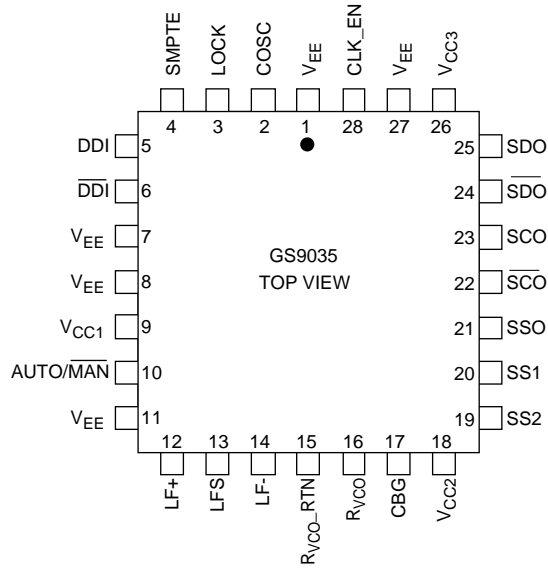 SMPTE LOCK COSC VEE CLK_EN VEE VCC3
4 3 2 1 28 27 26
DDI 5 25 SDO
DDI 6 24 SDO
VEE 7 23 SCO
GS9035
TOP VIEW
VEE 8 22 SCO
VCC1 9 21 SSO
AUTO/MAN 10 20 SS1
VEE 11 19 SS2
12 13 14 15 16 17 18
LF+ LFS LF- RVCO_RTN RVCO CBG VCC2